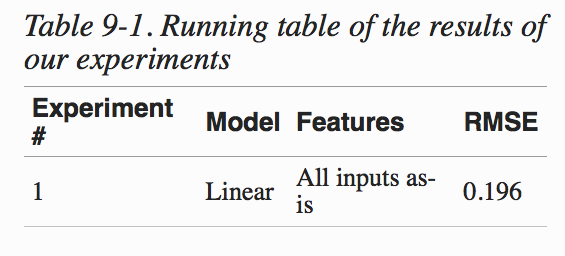 Table 9-1. Running table of the results of
our experiments
Experiment
#
Model Features RMSE
1 Linear All inputs as-
is
0.196